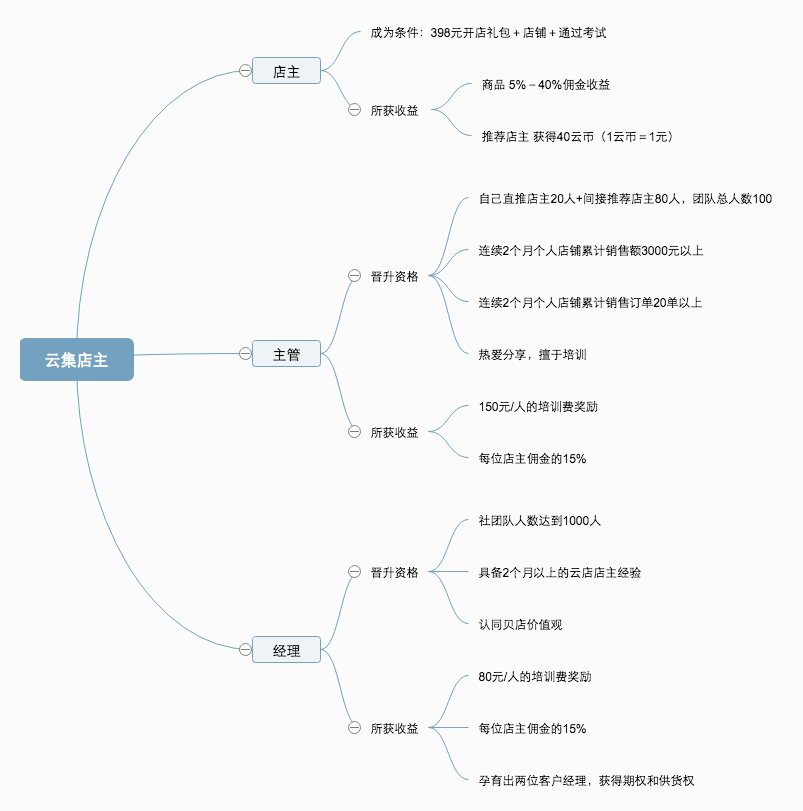 云集店主
店主
成为条件：398元开店礼包＋店铺＋通过考试
所获收益
商品 5%－40%佣金收益
推荐店主 获得40云币（1云币＝1元）
主管
晋升资格
自己直推店主20人+间接推荐店主80人，团队总人数100
连续2个月个人店铺累计销售额3000元以上
连续2个月个人店铺累计销售订单20单以上
热爱分享，擅于培训
所获收益
150元/人的培训费奖励
每位店主佣金的15%
经理
晋升资格
社团队人数达到1000人
具备2个月以上的云店店主经验
认同贝店价值观
所获收益
80元/人的培训费奖励
每位店主佣金的15%
孕育出两位客户经理，获得期权和供货权